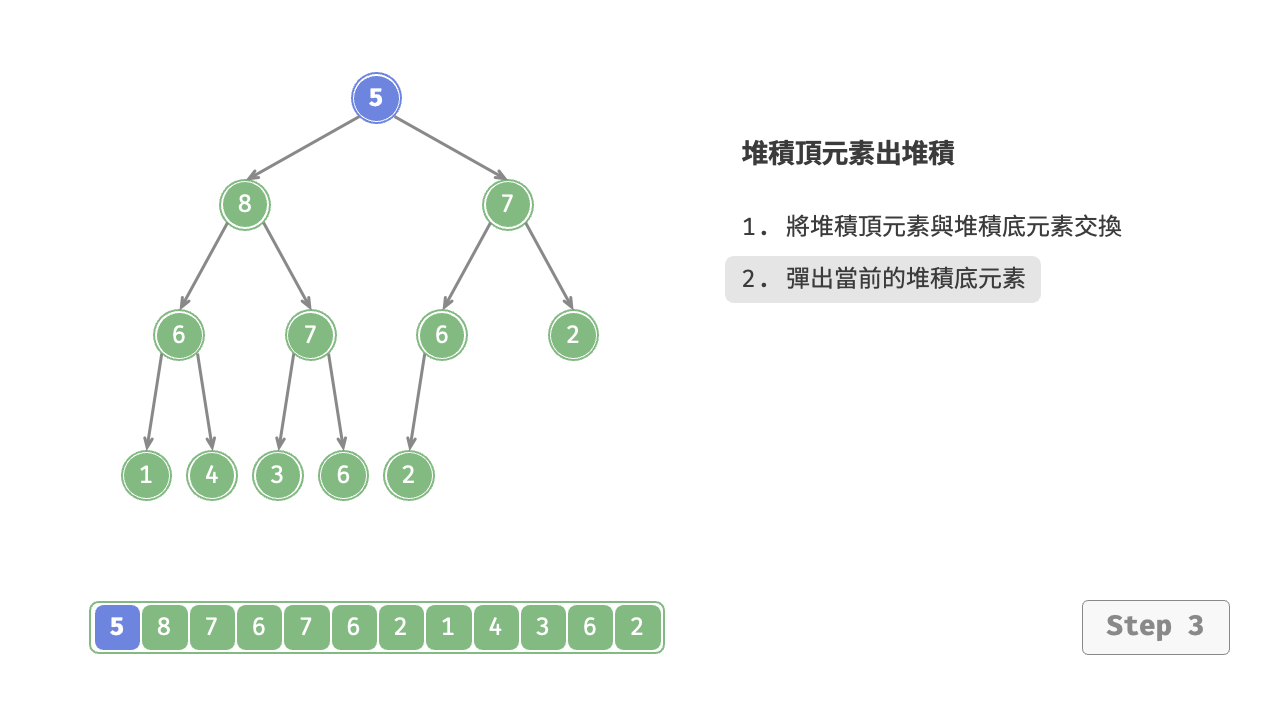 堆積頂元素出堆積
1. 將堆積頂元素與堆積底元素交換
2. 彈出當前的堆積底元素
5
8 7
6 7 6 2
1 4 3 6 2
5 8 7 6 7 6 2 1 4 3 6 2
Step 3